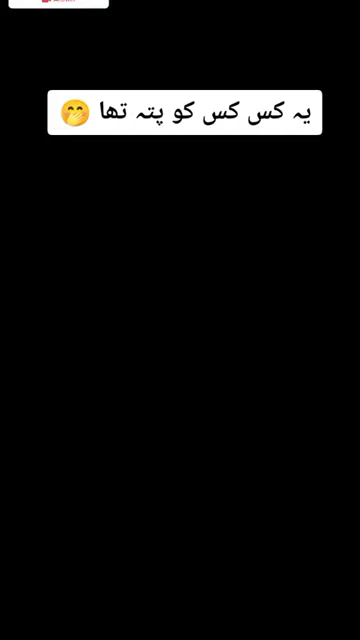 یہ کس کس کو پتہ تھا 🤭